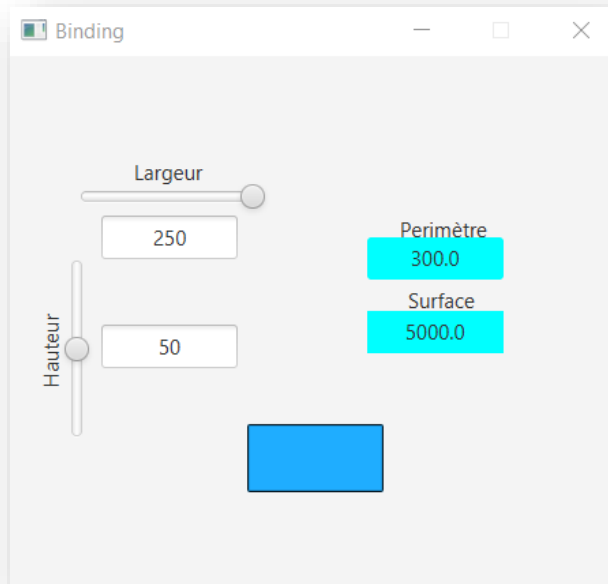 Binding
Largeur
250
Perimètre
300.0
Surface
5000.0
Hauteur
50